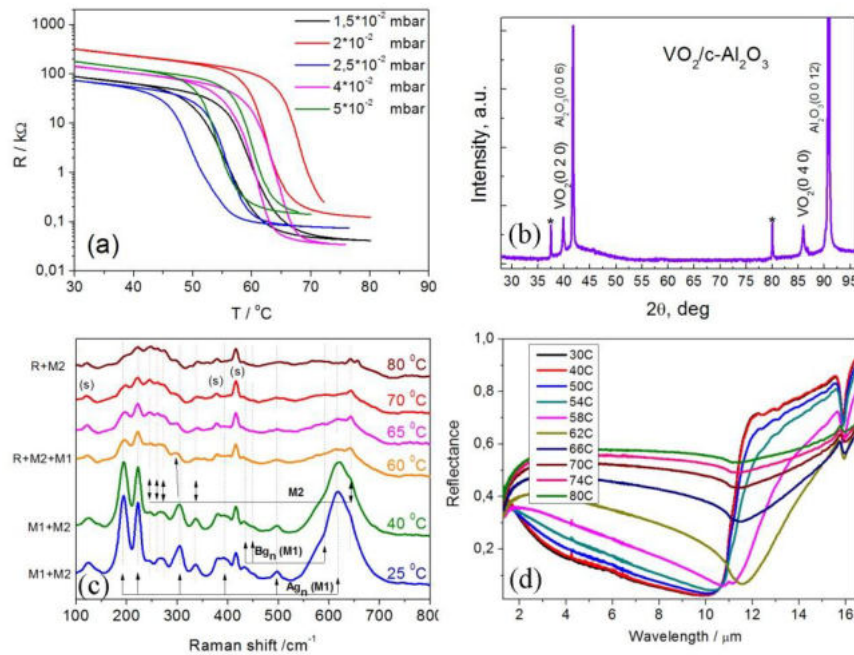 1000
100
10
1
0,1
0,01
R / kΩ
30 40 50 60 70 80 90
T / °C
1,5*10⁻² mbar
2*10⁻² mbar
2,5*10⁻² mbar
4*10⁻² mbar
5*10⁻² mbar
(a)
Intensity, a.u.
VO₂/c-Al₂O₃
*
VO₂(0 2 0)
Al₂O₃(0 0 6)
*
VO₂(0 4 0)
Al₂O₃(0 0 12)
(b)
30 35 40 45 50 55 60 65 70 75 80 85 90 95
2θ, deg
R+M2
(s)
(s)
(s)
80 °C
70 °C
65 °C
R+M2+M1
60 °C
M2
M1+M2
40 °C
Bgₙ (M1)
M1+M2
25 °C
Agₙ (M1)
(c)
100 200 300 400 500 600 700 800
Raman shift /cm⁻¹
1,0
0,8
0,6
0,4
0,2
Reflectance
30C
40C
50C
54C
58C
62C
66C
70C
74C
80C
(d)
2 4 6 8 10 12 14 16
Wavelength / μm